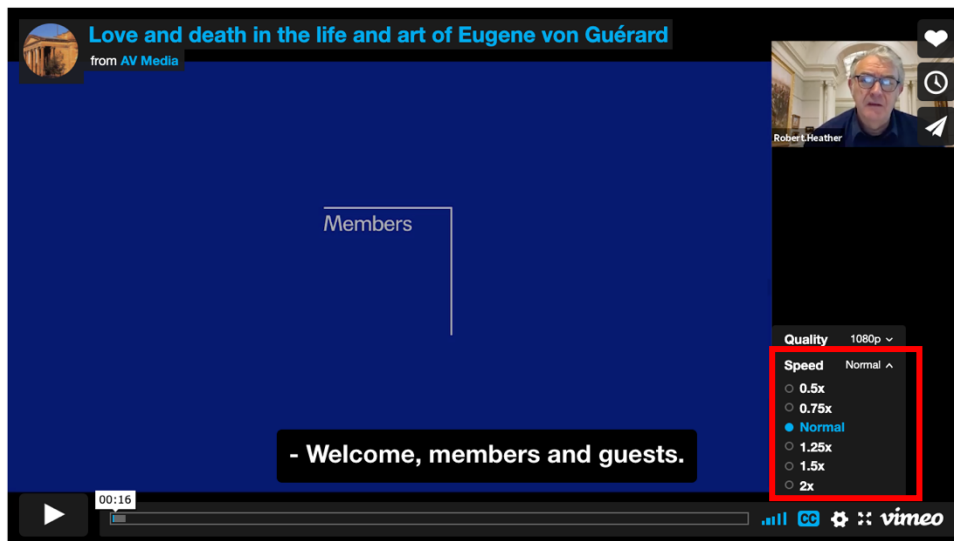 Love and death in the life and art of Eugene von Guérard
from AV Media
Robert.Heather
Members
Quality 1080p
Speed Normal
0.5x
0.75x
Normal
1.25x
1.5x
2x
- Welcome, members and guests.
00:16
CC vimeo